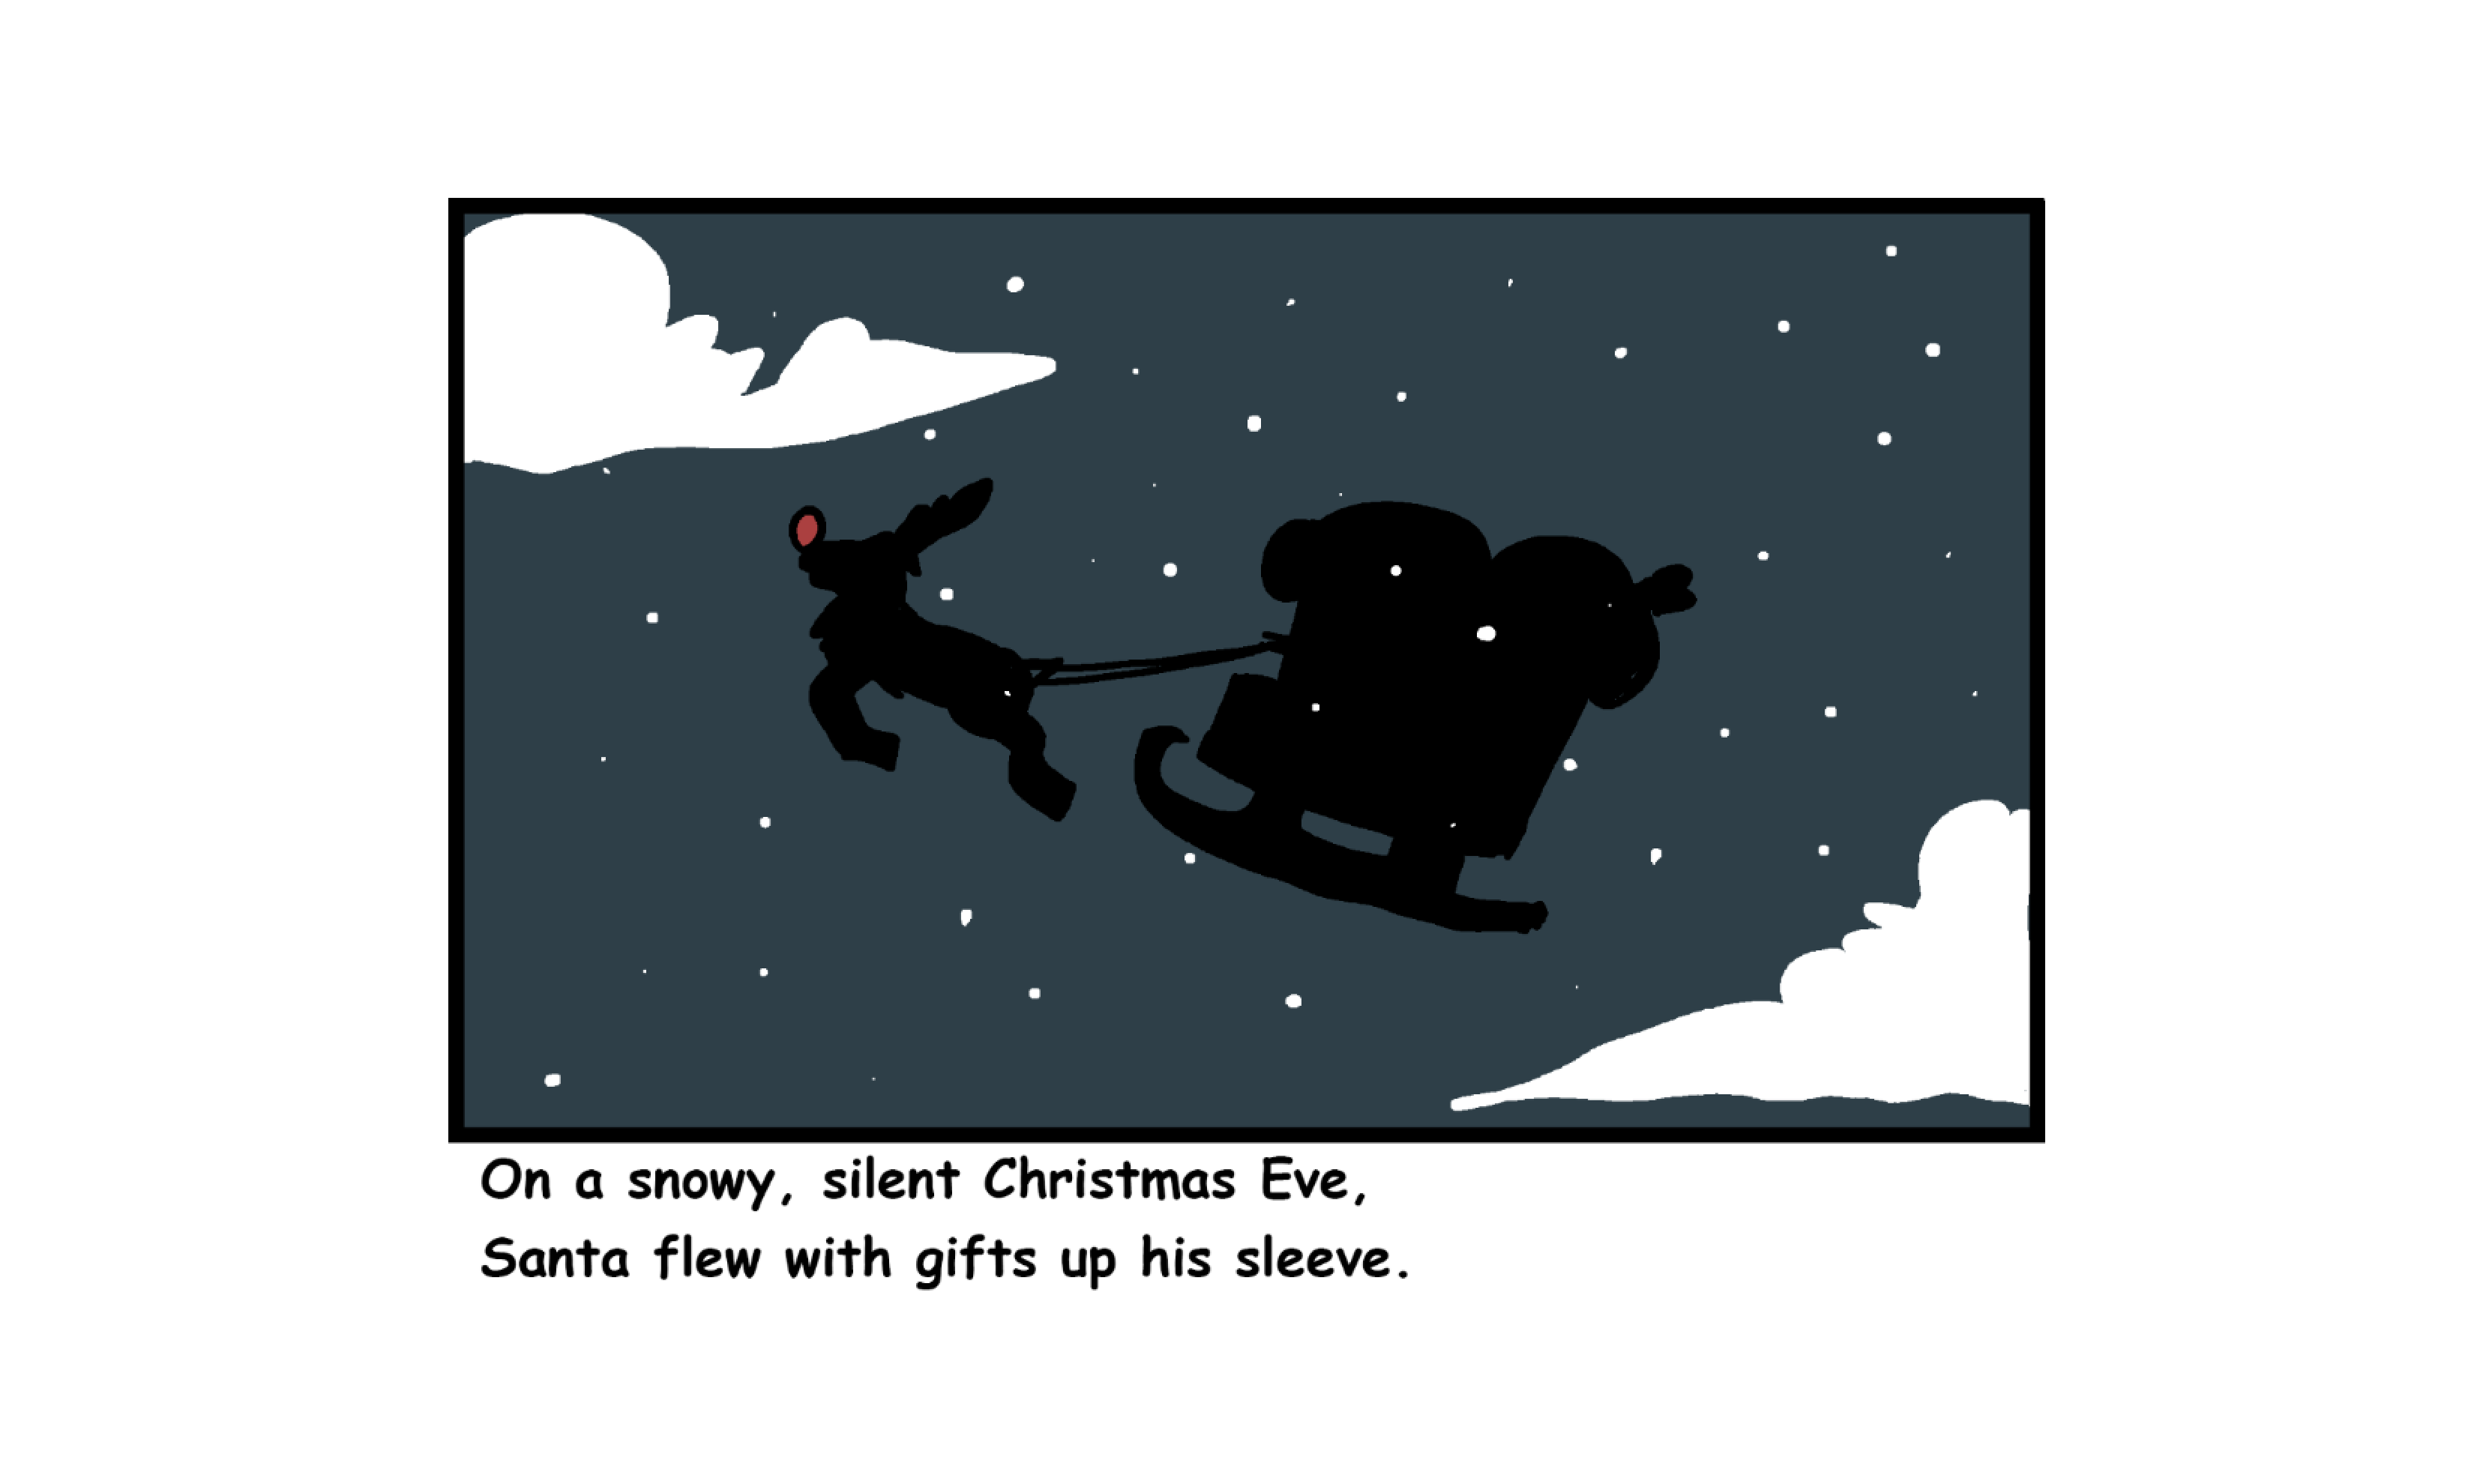 On a snowy, silent Christmas Eve,
Santa flew with gifts up his sleeve.